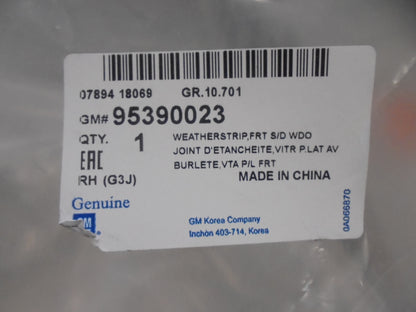 07894 18069 GR.10.701
GM# 95390023
QTY. 1 WEATHERSTRIP,FRT S/D WDO
JOINT D'ETANCHEITE,VITR P.LAT AV
EAC BURLETE,VTA P/L FRT
RH (G3J) MADE IN CHINA
Genuine
GM
GM Korea Company
Inchon 403-714, Korea
0A066870